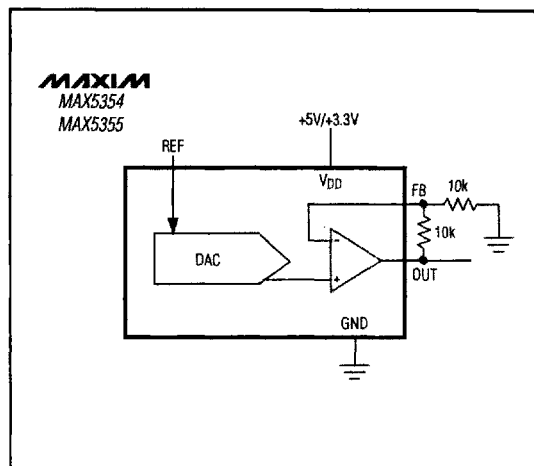 MAXIM
MAX5354
MAX5355
+5V/+3.3V
REF
VDD
FB
10k
10k
DAC
-
+
OUT
GND